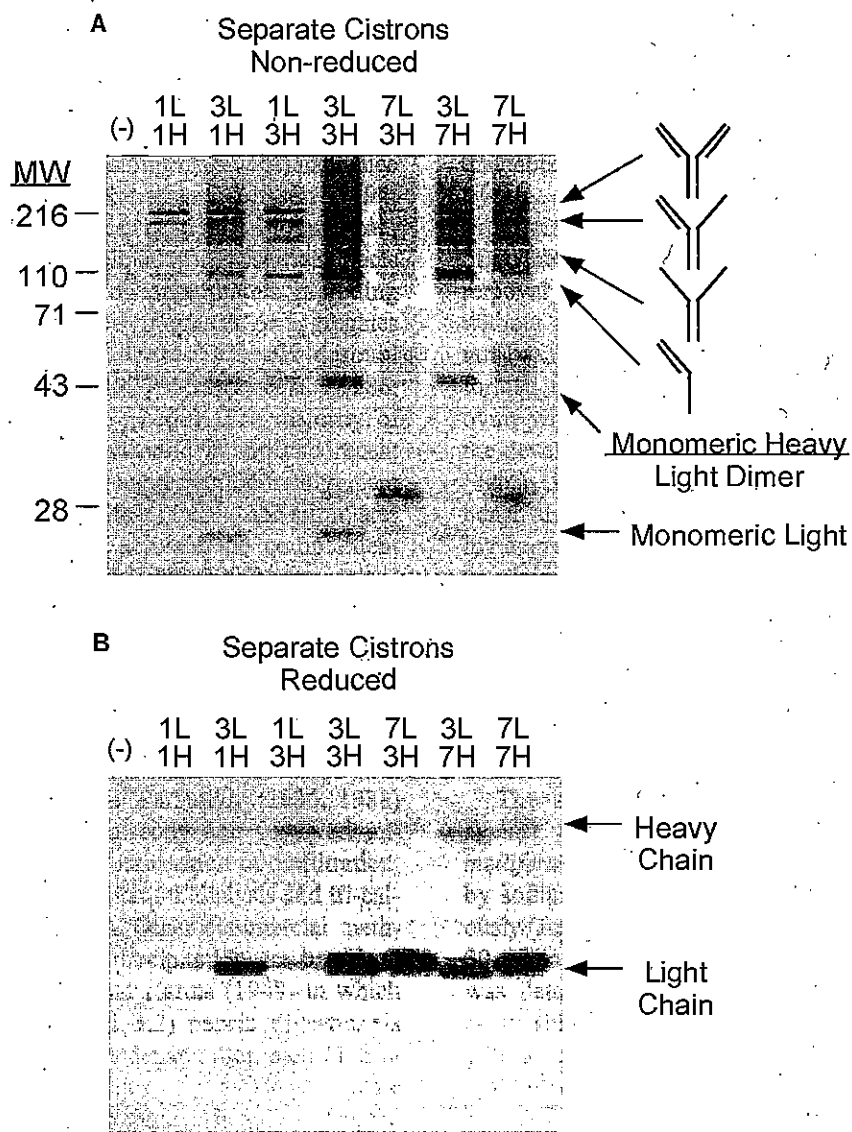 A
Separate Cistrons
Non-reduced
(-) 1L 3L 1L 3L 7L 3L 7L
1H 1H 3H 3H 3H 7H 7H
MW
216
110
71
43
28
Monomeric Heavy
Light Dimer
Monomeric Light
B
Separate Cistrons
Reduced
(-) 1L 3L 1L 3L 7L 3L 7L
1H 1H 3H 3H 3H 7H 7H
Heavy
Chain
Light
Chain